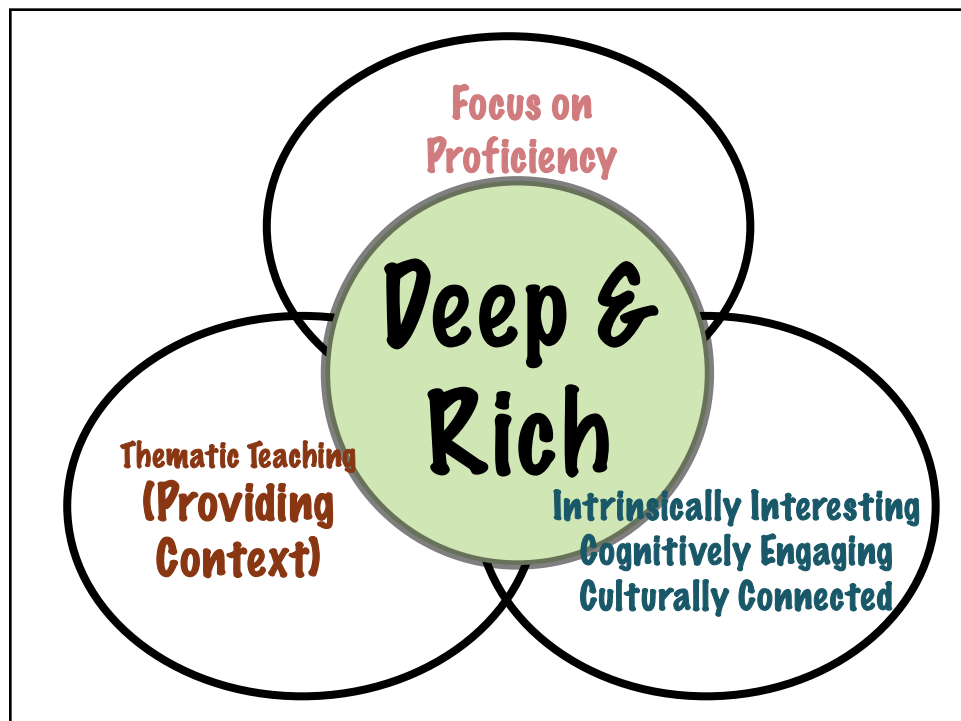 Focus on
Proficiency
Deep &
Rich
Thematic Teaching
(Providing
Context)
Intrinsically Interesting
Cognitively Engaging
Culturally Connected